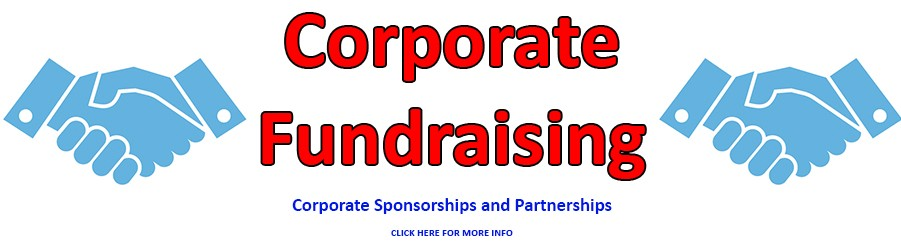 Corporate
Fundraising
Corporate Sponsorships and Partnerships
CLICK HERE FOR MORE INFO